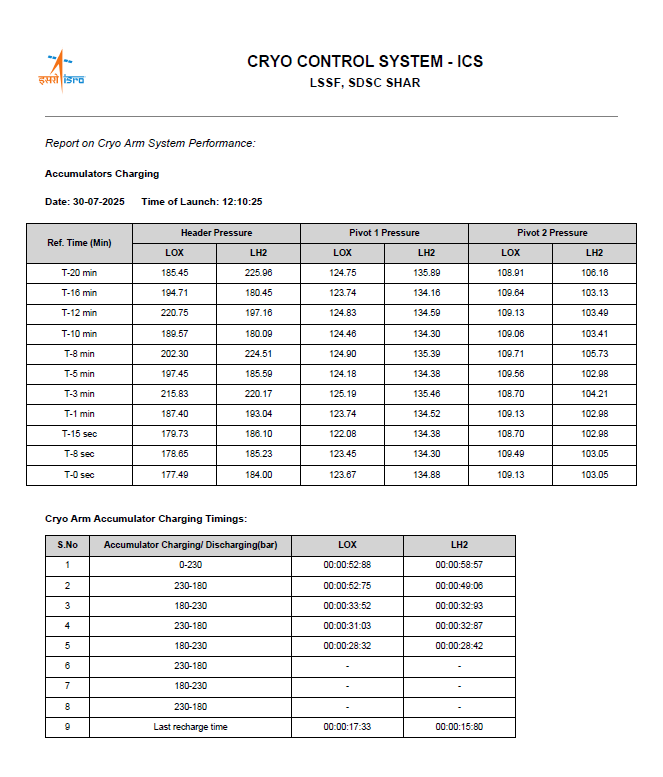 इसरो isro
CRYO CONTROL SYSTEM - ICS
LSSF, SDSC SHAR
Report on Cryo Arm System Performance:
Accumulators Charging
Date: 30-07-2025 Time of Launch: 12:10:25
Ref. Time (Min) Header Pressure Pivot 1 Pressure Pivot 2 Pressure
LOX LH2 LOX LH2 LOX LH2
T-20 min 185.45 225.96 124.75 135.89 108.91 106.16
T-16 min 194.71 180.45 123.74 134.16 109.64 103.13
T-12 min 220.75 197.16 124.83 134.59 109.13 103.49
T-10 min 189.57 180.09 124.46 134.30 109.06 103.41
T-8 min 202.30 224.51 124.90 135.39 109.71 105.73
T-5 min 197.45 185.59 124.18 134.38 109.56 102.98
T-3 min 215.83 220.17 125.19 135.46 108.70 104.21
T-1 min 187.40 193.04 123.74 134.52 109.13 102.98
T-15 sec 179.73 186.10 122.08 134.38 108.70 102.98
T-8 sec 178.65 185.23 123.45 134.30 109.49 103.05
T-0 sec 177.49 184.00 123.67 134.88 109.13 103.05
Cryo Arm Accumulator Charging Timings:
S.No Accumulator Charging/ Discharging(bar) LOX LH2
1 0-230 00:00:52:88 00:00:58:57
2 230-180 00:00:52:75 00:00:49:06
3 180-230 00:00:33:52 00:00:32:93
4 230-180 00:00:31:03 00:00:32:87
5 180-230 00:00:28:32 00:00:28:42
6 230-180 - -
7 180-230 - -
8 230-180 - -
9 Last recharge time 00:00:17:33 00:00:15:80